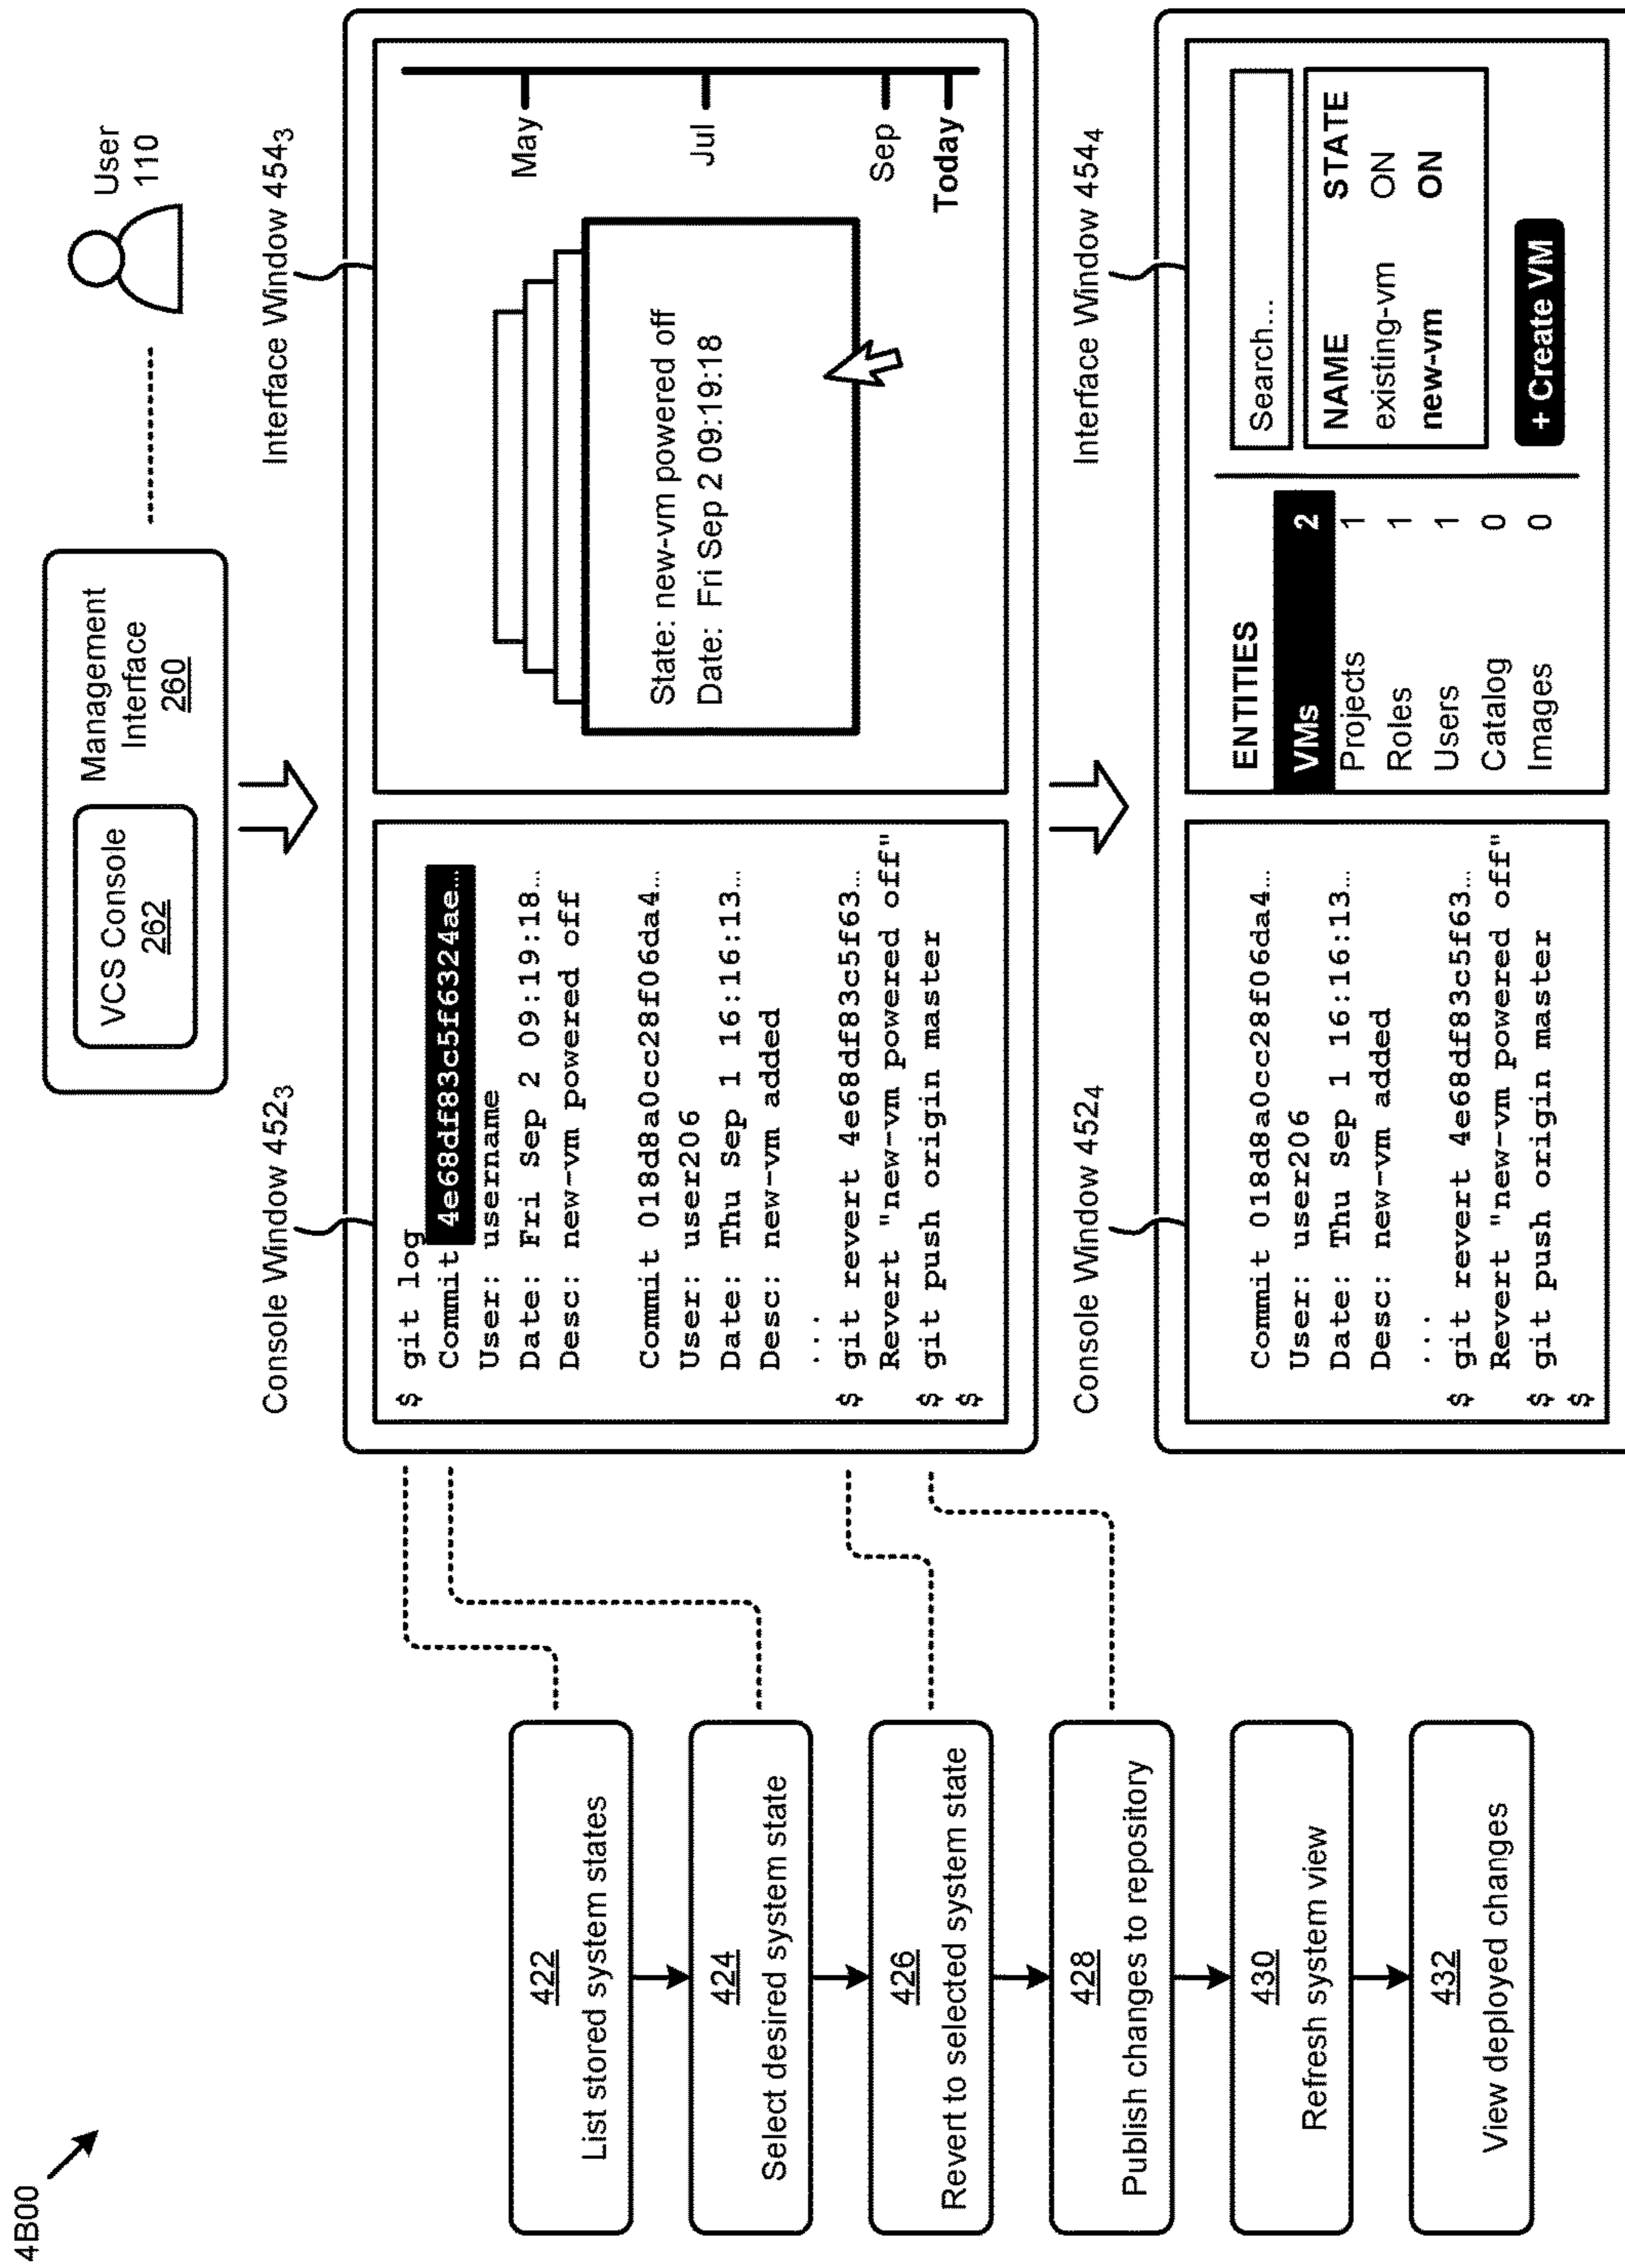 4B00
422
List stored system states
424
Select desired system state
426
Revert to selected system state
428
Publish changes to repository
430
Refresh system view
432
View deployed changes
VCS Console
262
Management
Interface
260
User
110
Console Window 452₃
$ git log
Commit 4e68df83c5f6324ae...
User: username
Date: Fri Sep 2 09:19:18...
Desc: new-vm powered off
Commit 018d8a0cc28f06da4...
User: user206
Date: Thu Sep 1 16:16:13...
Desc: new-vm added
...
$ git revert 4e68df83c5f63...
Revert "new-vm powered off"
$ git push origin master
$
Interface Window 454₃
State: new-vm powered off
Date: Fri Sep 2 09:19:18
May
Jul
Sep
Today
Console Window 452₄
Commit 018d8a0cc28f06da4...
User: user206
Date: Thu Sep 1 16:16:13...
Desc: new-vm added
...
$ git revert 4e68df83c5f63...
Revert "new-vm powered off"
$ git push origin master
$
Interface Window 454₄
ENTITIES
VMs 2
Projects 1
Roles 1
Users 1
Catalog 0
Images 0
Search...
NAME STATE
existing-vm ON
new-vm ON
+ Create VM